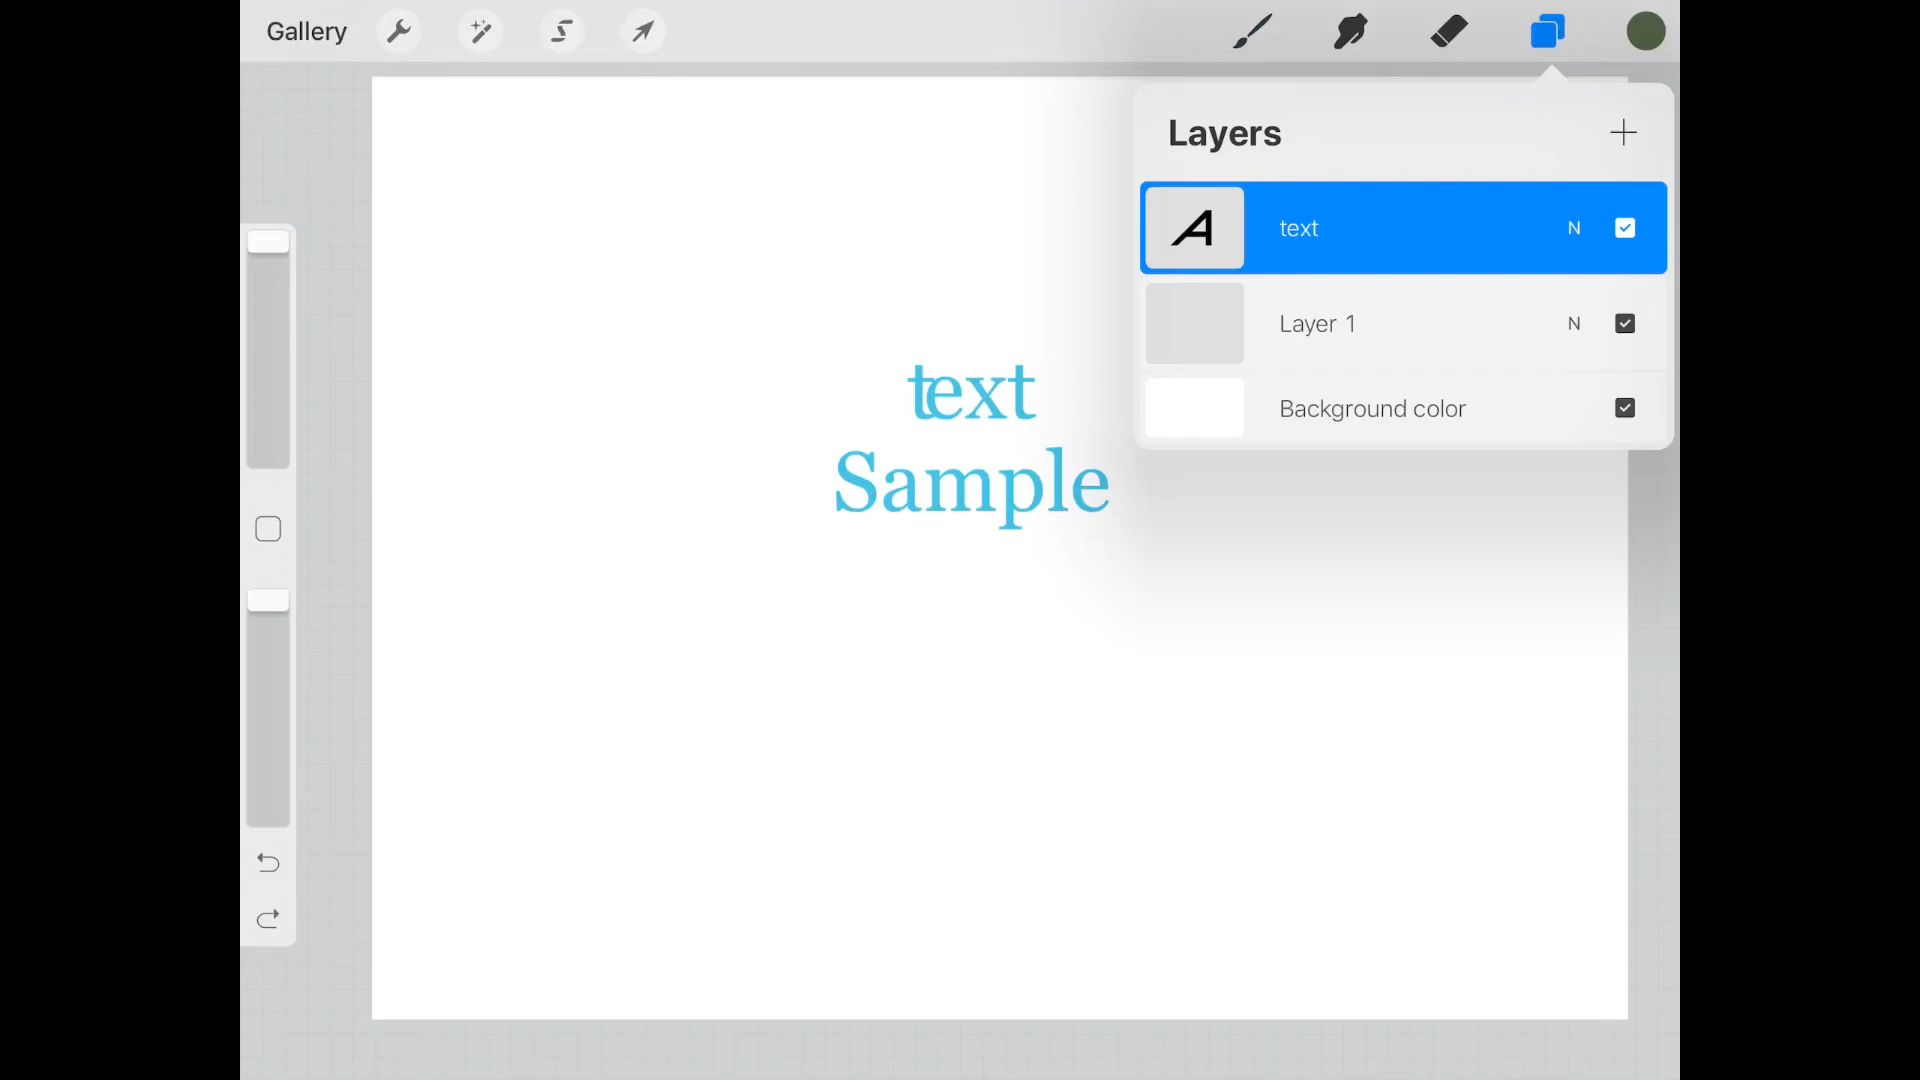 Gallery
Layers
text N
Layer 1 N
Background color
text
Sample